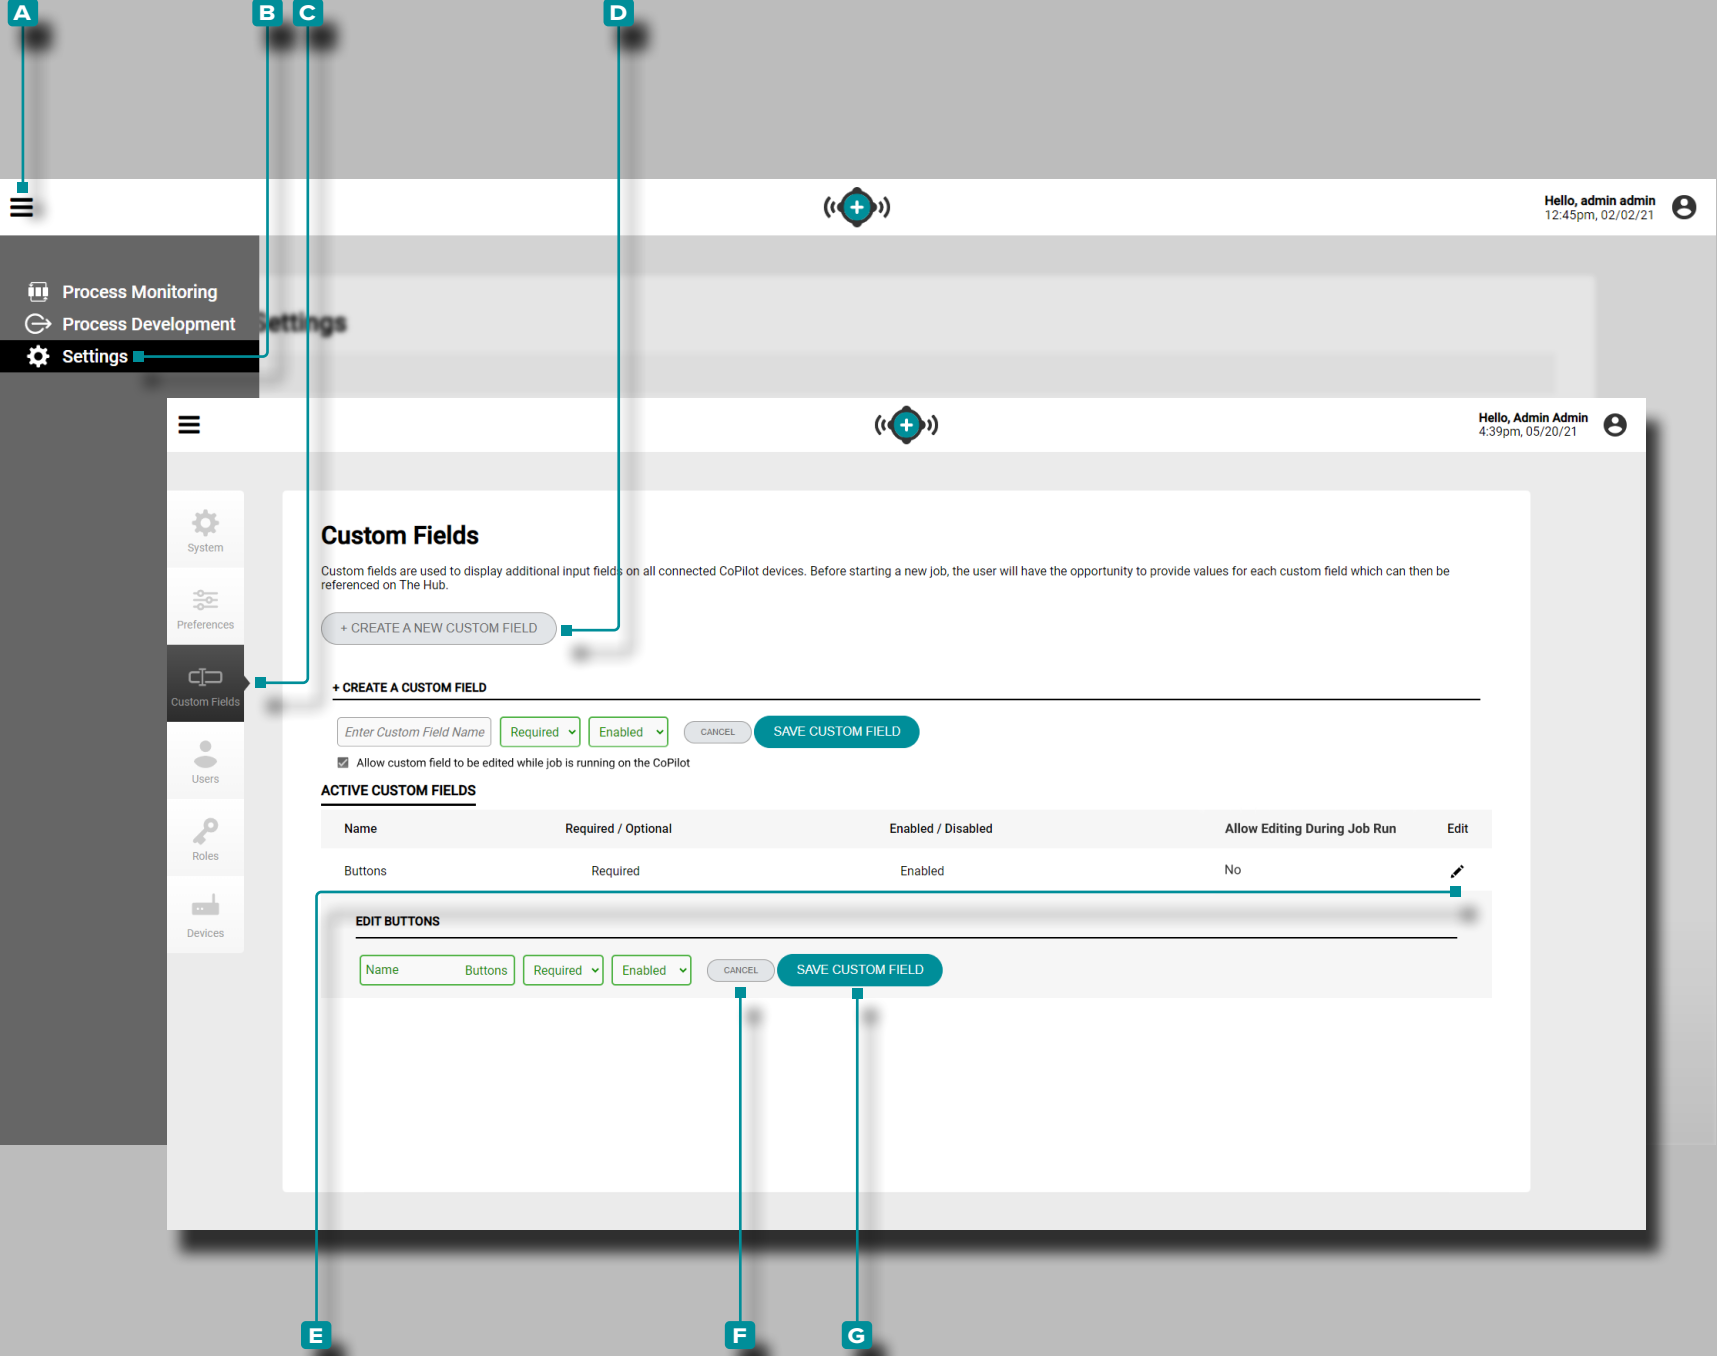 A
B
C
D
Hello, admin admin
12:45pm, 02/02/21
Process Monitoring
Process Development
Settings
Settings
Hello, Admin Admin
4:39pm, 05/20/21
System
Preferences
Custom Fields
Users
Roles
Devices
Custom Fields
Custom fields are used to display additional input fields on all connected CoPilot devices. Before starting a new job, the user will have the opportunity to provide values for each custom field which can then be
referenced on The Hub.
+ CREATE A NEW CUSTOM FIELD
+ CREATE A CUSTOM FIELD
Enter Custom Field Name Required Enabled CANCEL SAVE CUSTOM FIELD
Allow custom field to be edited while job is running on the CoPilot
ACTIVE CUSTOM FIELDS
Name Required / Optional Enabled / Disabled Allow Editing During Job Run Edit
Buttons Required Enabled No
EDIT BUTTONS
Name Buttons Required Enabled CANCEL SAVE CUSTOM FIELD
E
F
G